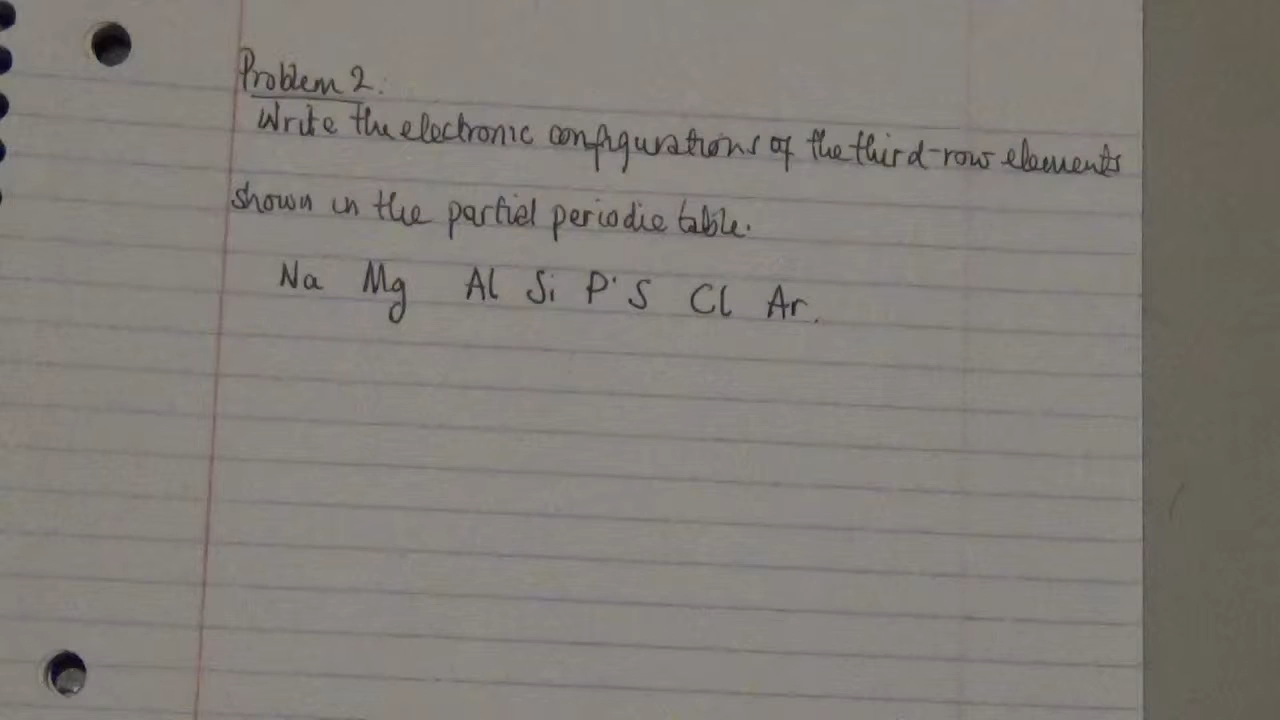 Problem 2:
Write the electronic configurations of the third-row elements
shown in the partiel periodic table.
Na Mg Al Si P S Cl Ar.